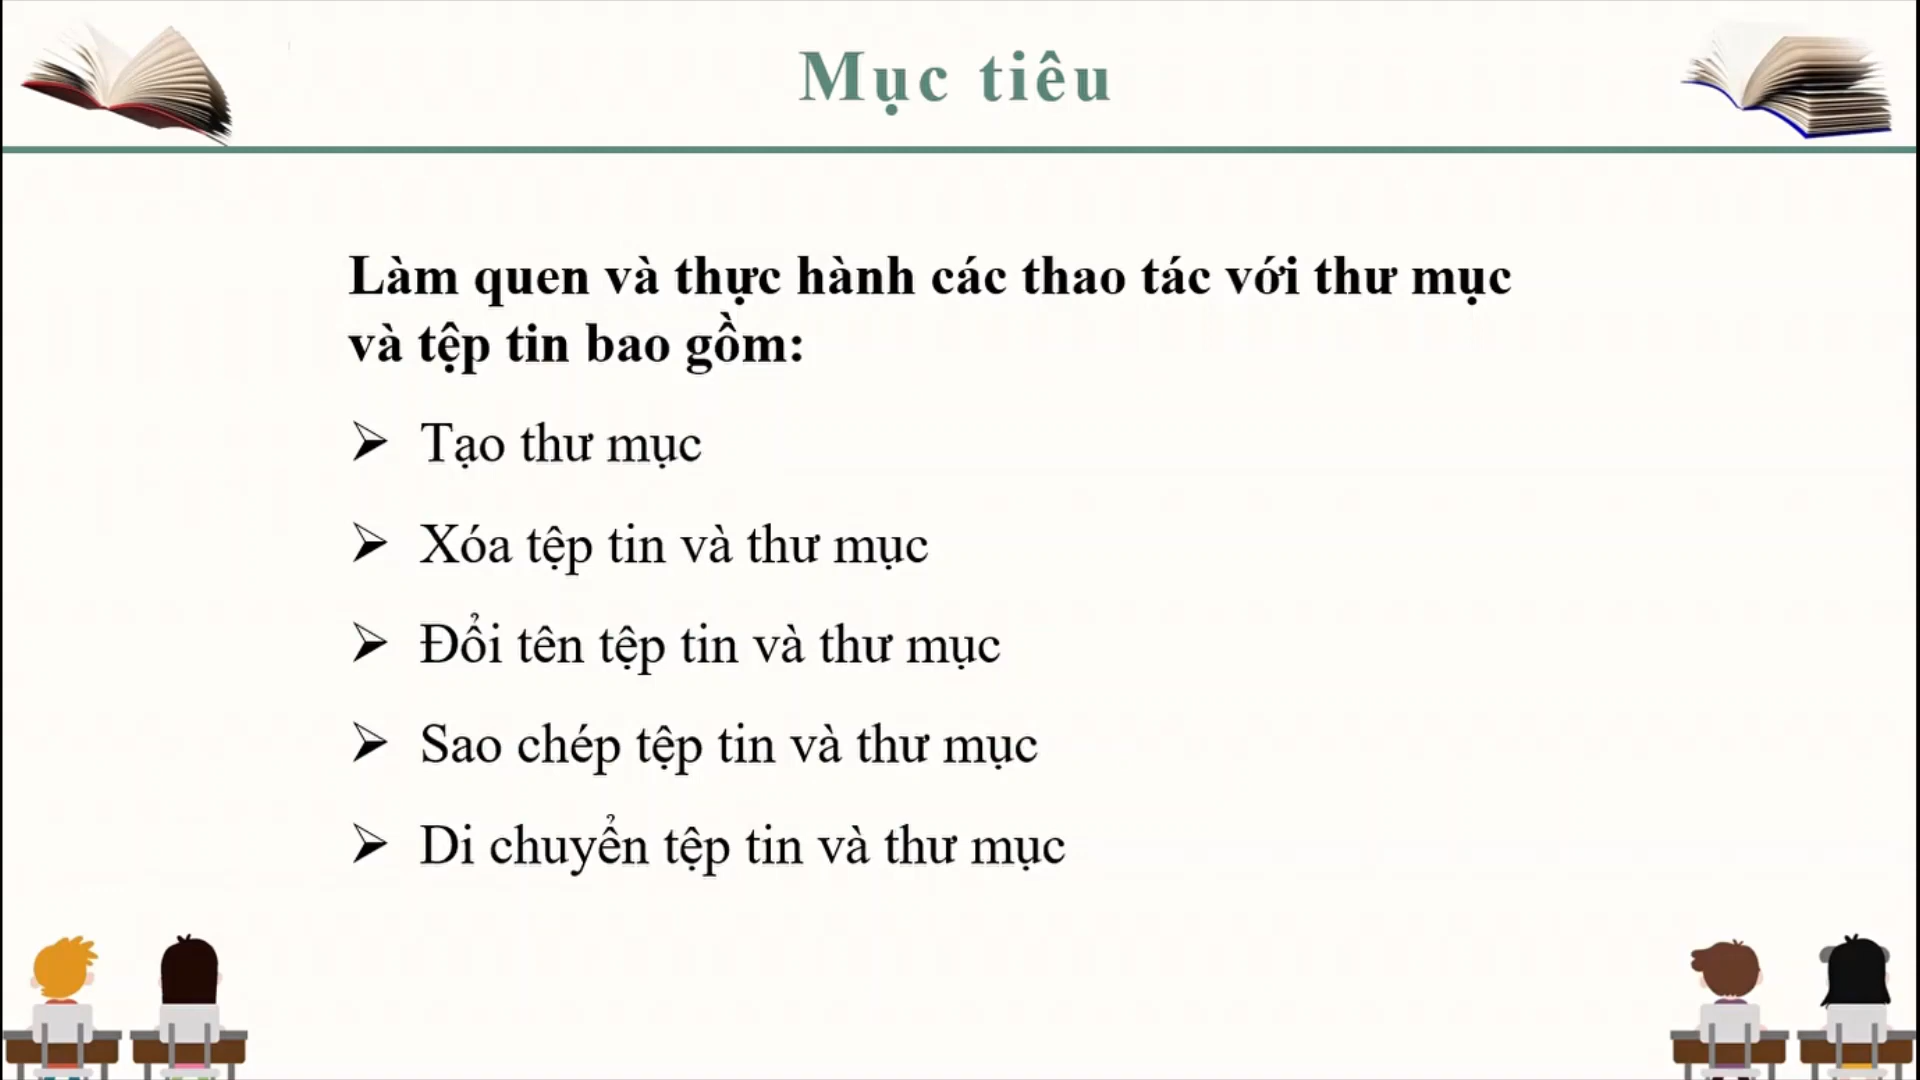 Mục tiêu
Làm quen và thực hành các thao tác với thư mục
và tệp tin bao gồm:
➢ Tạo thư mục
➢ Xóa tệp tin và thư mục
➢ Đổi tên tệp tin và thư mục
➢ Sao chép tệp tin và thư mục
➢ Di chuyển tệp tin và thư mục